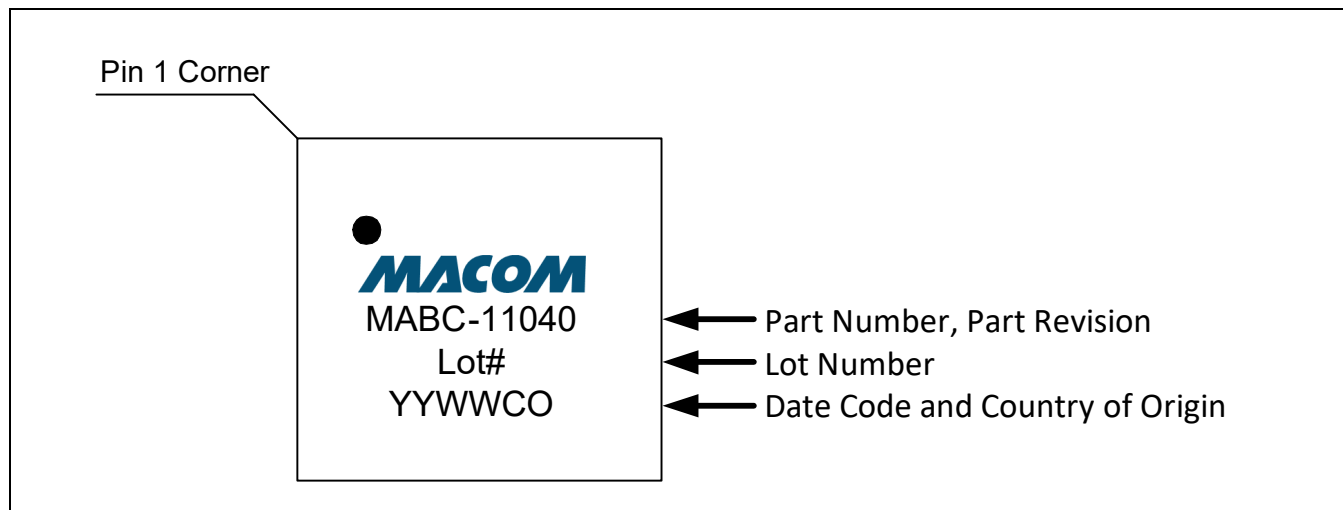 Pin 1 Corner
MACOM
MABC-11040
Part Number, Part Revision
Lot#
Lot Number
YYWWCO
Date Code and Country of Origin